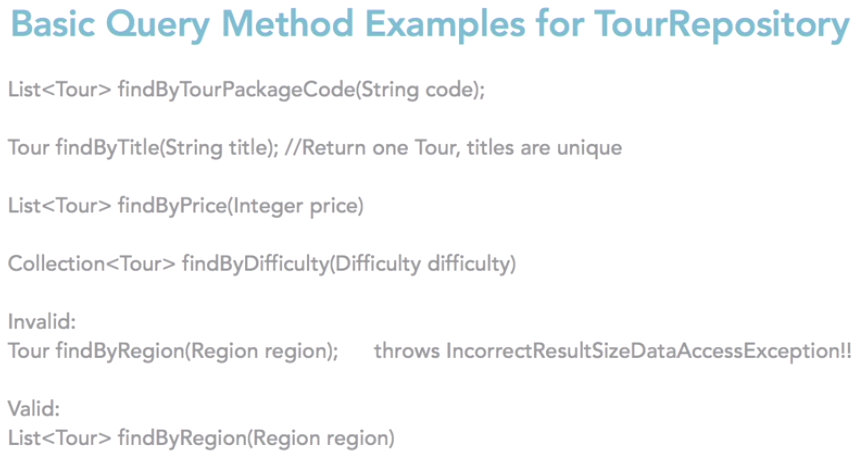 Basic Query Method Examples for TourRepository
List<Tour> findByTourPackageCode(String code);
Tour findByTitle(String title); //Return one Tour, titles are unique
List<Tour> findByPrice(Integer price)
Collection<Tour> findByDifficulty(Difficulty difficulty)
Invalid:
Tour findByRegion(Region region); throws IncorrectResultSizeDataAccessException!!
Valid:
List<Tour> findByRegion(Region region)